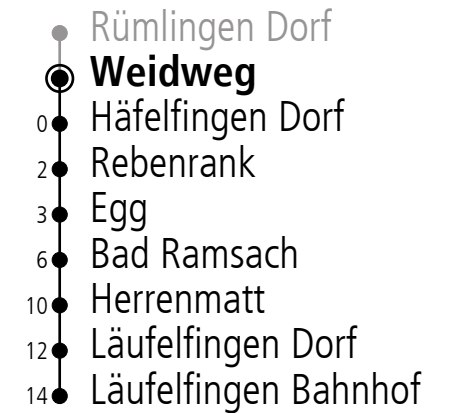 Rümlingen Dorf
Weidweg
0 Häfelfingen Dorf
2 Rebenrank
3 Egg
6 Bad Ramsach
10 Herrenmatt
12 Läufelfingen Dorf
14 Läufelfingen Bahnhof